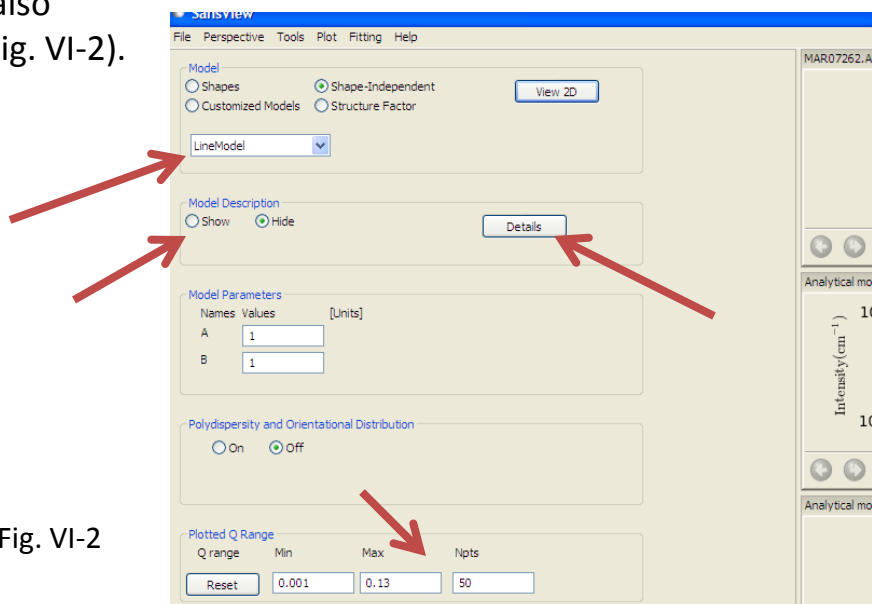 also
ig. VI-2).
SansView
File Perspective Tools Plot Fitting Help
MAR07262.A
Model
Shapes Shape-Independent
View 2D
Customized Models Structure Factor
LineModel
Model Description
Show Hide
Details
Analytical mo
Model Parameters
Names Values [Units]
A 1
B 1
Intensity(cm⁻¹)
10
10
Polydispersity and Orientational Distribution
On Off
Analytical mo
Fig. VI-2
Plotted Q Range
Q range Min Max Npts
Reset 0.001 0.13 50